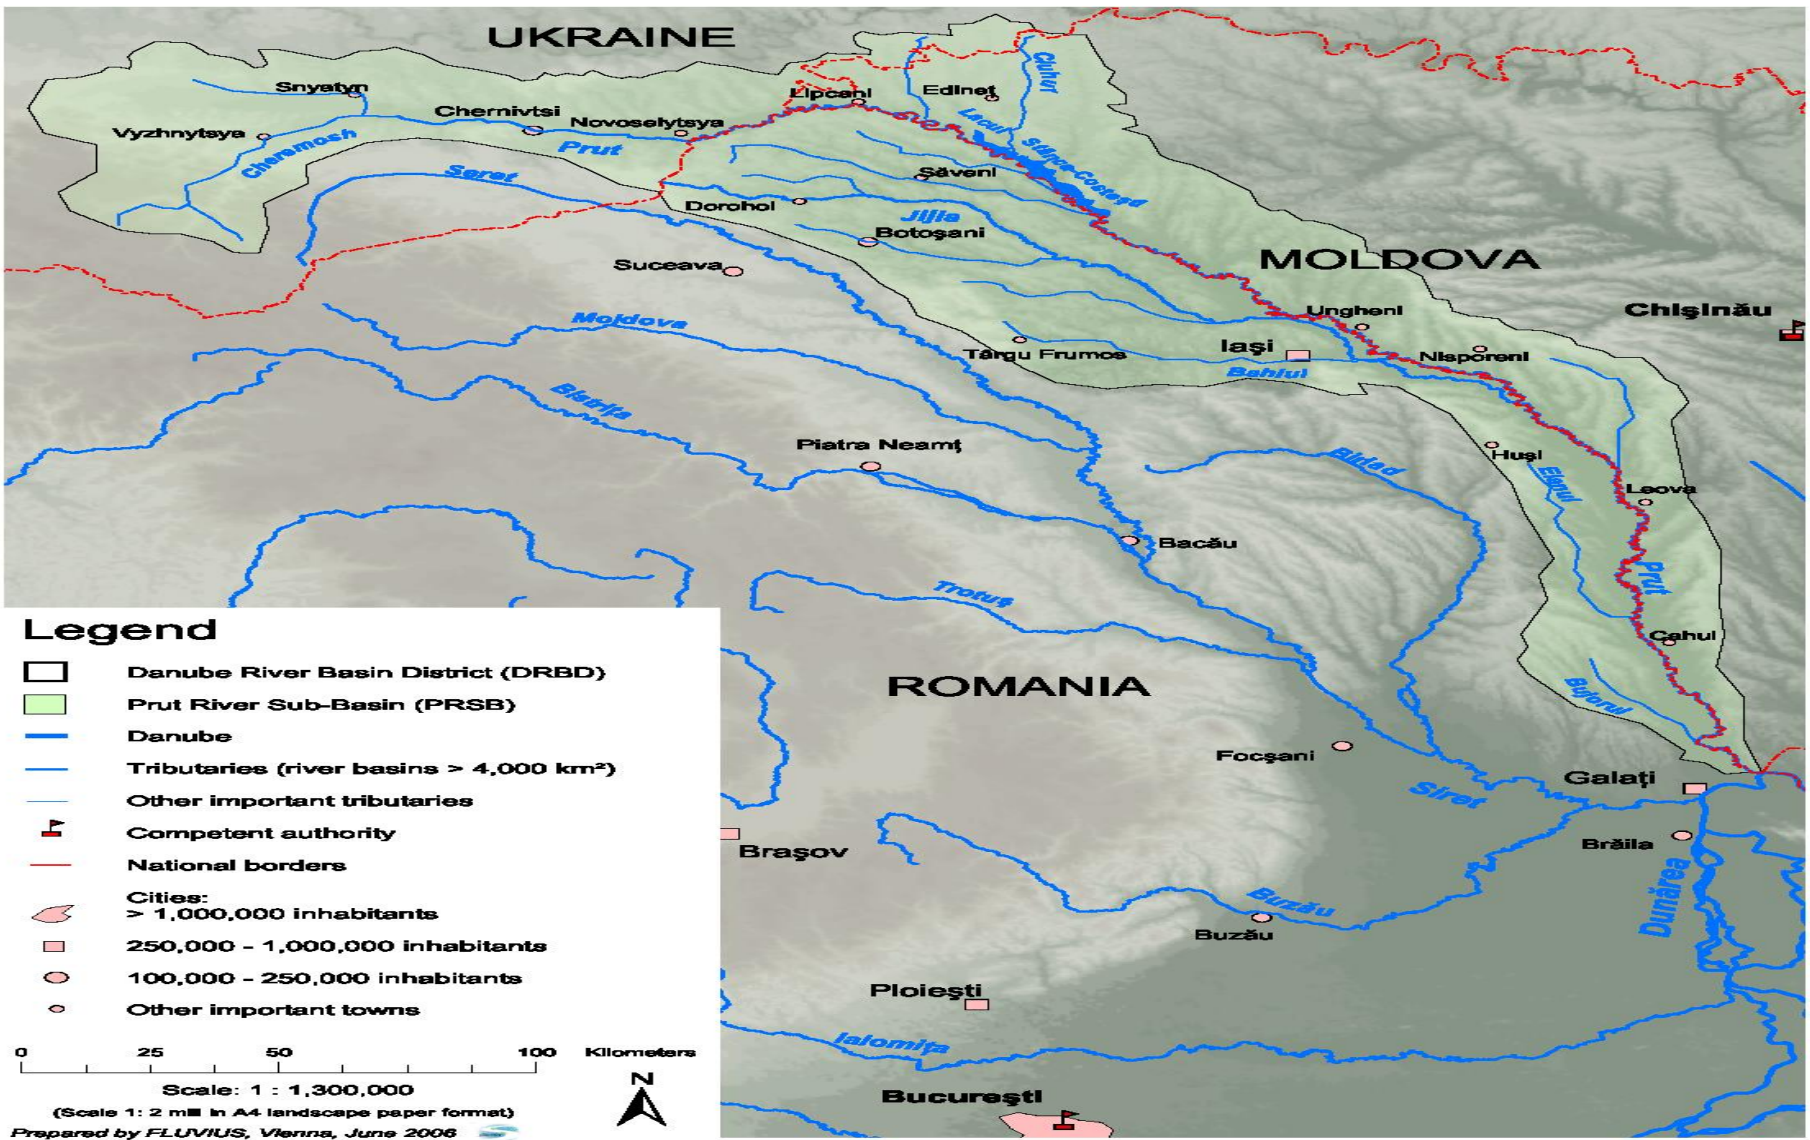 UKRAINE
Snyatyn
Chernivtsi
Novoselytsya
Vyzhnytsya
Cheremosh
Prut
Seret
Lipcani
Edineț
Ciuhur
Lacul
Stânca-Costești
Săveni
Dorohoi
Jijia
Botoşani
Suceava
MOLDOVA
Chişinău
Ungheni
Iaşi
Nisporeni
Târgu Frumos
Bahlui
Moldova
Bistriţa
Piatra Neamţ
Bârlad
Huşi
Elanul
Leova
Bacău
Prut
Trotuş
Cahul
ROMANIA
Focşani
Siret
Galaţi
Brăila
Braşov
Dunărea
Buzău
Buzău
Ploieşti
Ialomiţa
Bucureşti
Legend
Danube River Basin District (DRBD)
Prut River Sub-Basin (PRSB)
Danube
Tributaries (river basins > 4,000 km²)
Other important tributaries
Competent authority
National borders
Cities:
> 1,000,000 inhabitants
250,000 - 1,000,000 inhabitants
100,000 - 250,000 inhabitants
Other important towns
0 25 50 100 Kilometers
Scale: 1 : 1,300,000
(Scale 1: 2 mill in A4 landscape paper format)
Prepared by FLUVIUS, Vienna, June 2006
N